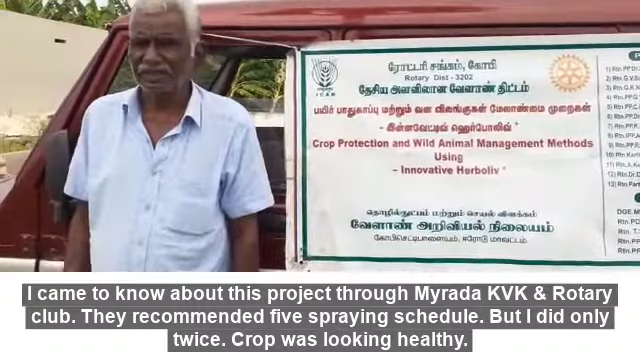 ரோட்டரி சங்கம், கோபி
Rotary Dist - 3202
தேசிய அளவிலான வேளாண் திட்டம்
பயிர் பாதுகாப்பு மற்றும் வன விலங்குகள் மேலாண்மை முறைகள்
- இன்னவேட்டிவ் ஹெர்போலிவ் +
Crop Protection and Wild Animal Management Methods
Using
- Innovative Herboliv +
தொழில்நுட்பம் மற்றும் செயல் விளக்கம்
வேளாண் அறிவியல் நிலையம்
கோபிசெட்டிபாளையம், ஈரோடு மாவட்டம்.
ICAR
I came to know about this project through Myrada KVK & Rotary
club. They recommended five spraying schedule. But I did only
twice. Crop was looking healthy.